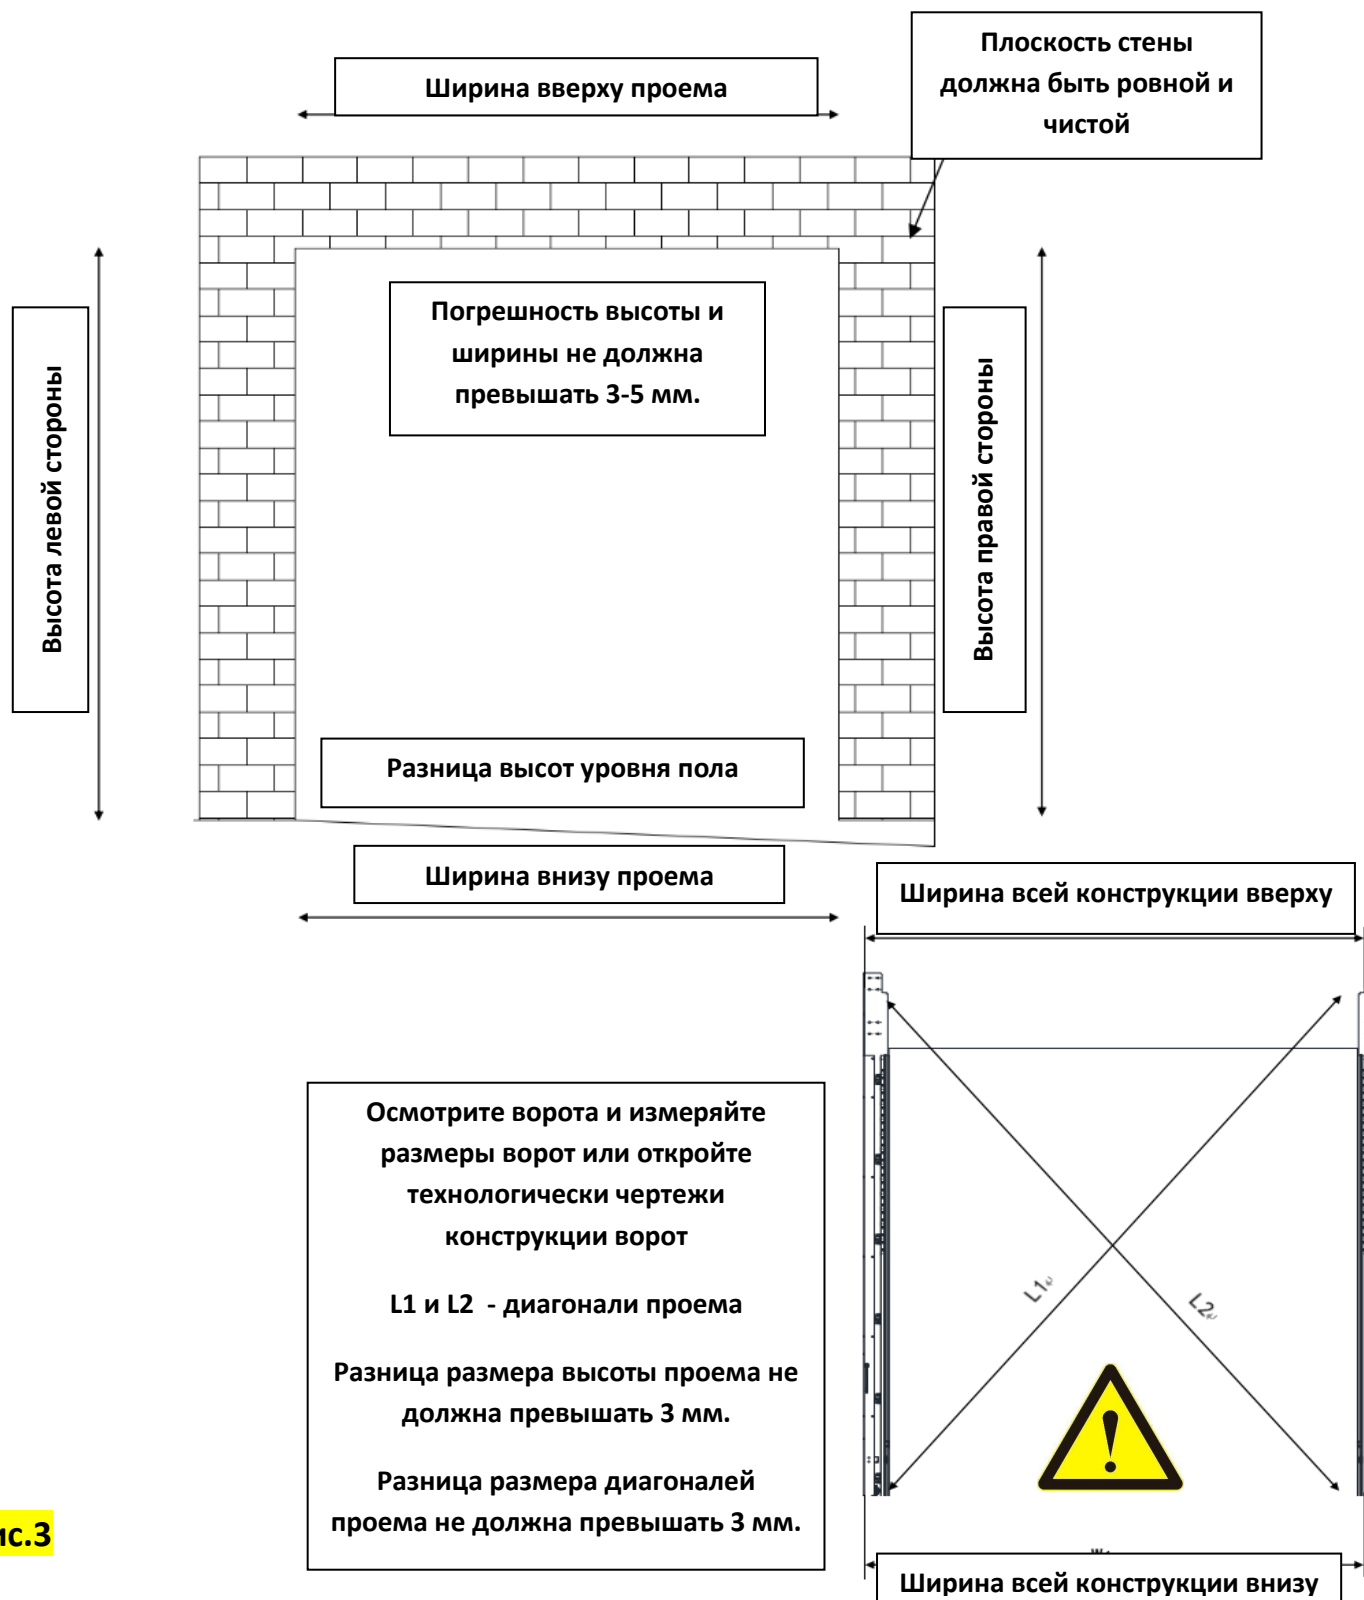 Плоскость стены
должна быть ровной и
чистой
Ширина вверху проема
Погрешность высоты и
ширины не должна
превышать 3-5 мм.
Высота левой стороны
Высота правой стороны
Разница высот уровня пола
Ширина внизу проема
Ширина всей конструкции вверху
Осмотрите ворота и измеряйте
размеры ворот или откройте
технологически чертежи
конструкции ворот
L1 и L2 - диагонали проема
Разница размера высоты проема не
должна превышать 3 мм.
Разница размера диагоналей
проема не должна превышать 3 мм.
L1
L2
!
ис.3
Ширина всей конструкции внизу